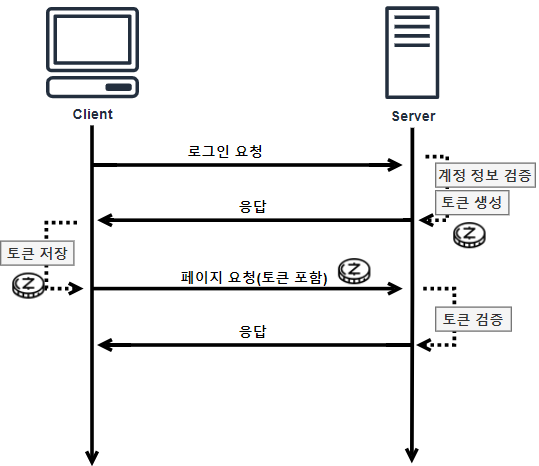 Client
Server
로그인 요청
계정 정보 검증
토큰 생성
응답
토큰 저장
페이지 요청(토큰 포함)
토큰 검증
응답